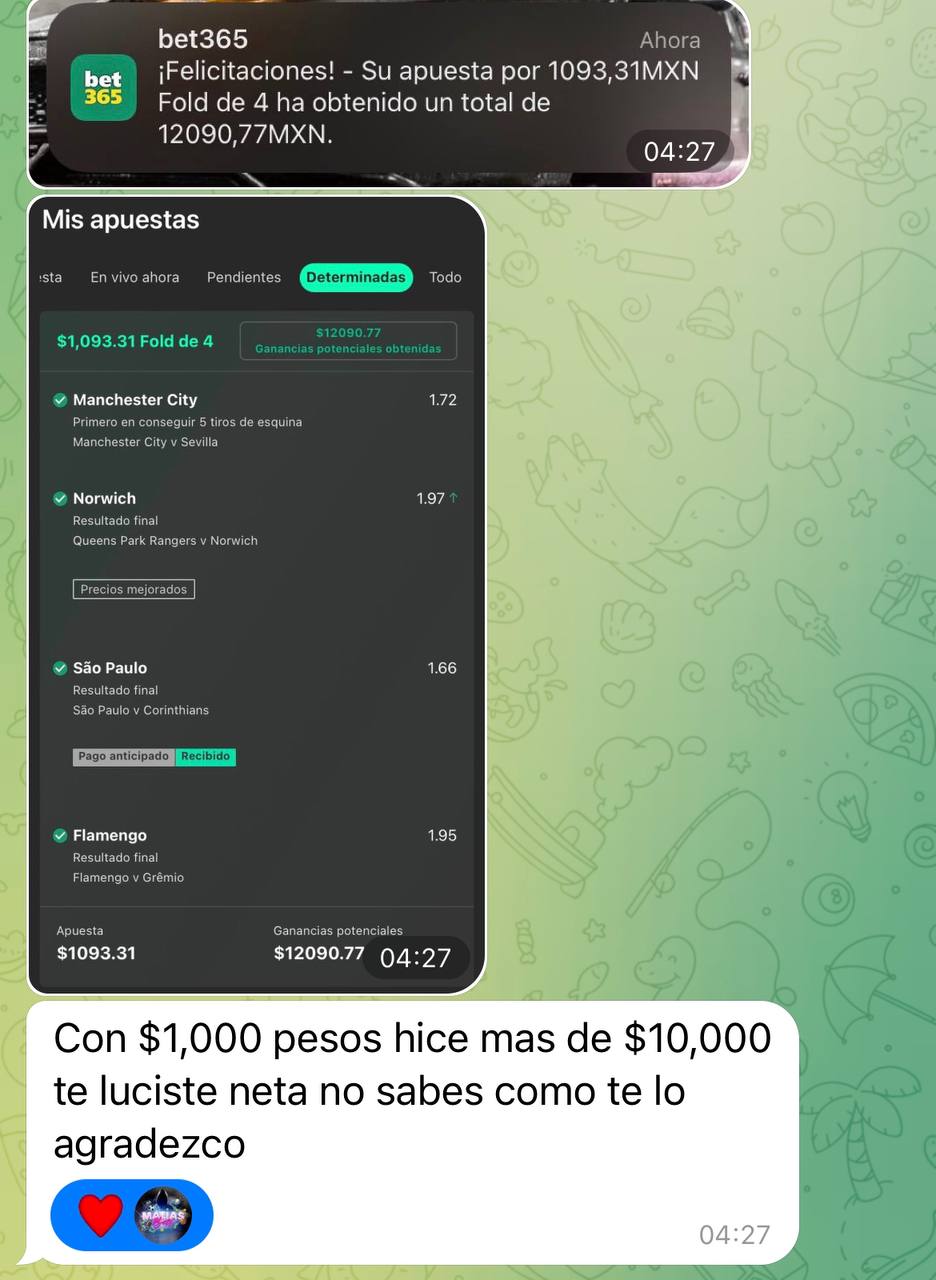 bet365
Ahora
¡Felicitaciones! - Su apuesta por 1093,31MXN
Fold de 4 ha obtenido un total de
12090,77MXN.
bet
365
04:27
Mis apuestas
esta En vivo ahora Pendientes Determinadas Todo
$1,093.31 Fold de 4
$12090.77
Ganancias potenciales obtenidas
Manchester City 1.72
Primero en conseguir 5 tiros de esquina
Manchester City v Sevilla
Norwich 1.97↑
Resultado final
Queens Park Rangers v Norwich
Precios mejorados
São Paulo 1.66
Resultado final
São Paulo v Corinthians
Pago anticipado Recibido
Flamengo 1.95
Resultado final
Flamengo v Grêmio
Apuesta Ganancias potenciales
$1093.31 $12090.77
04:27
Con $1,000 pesos hice mas de $10,000
te luciste neta no sabes como te lo
agradezco
❤️ MATIAS
04:27